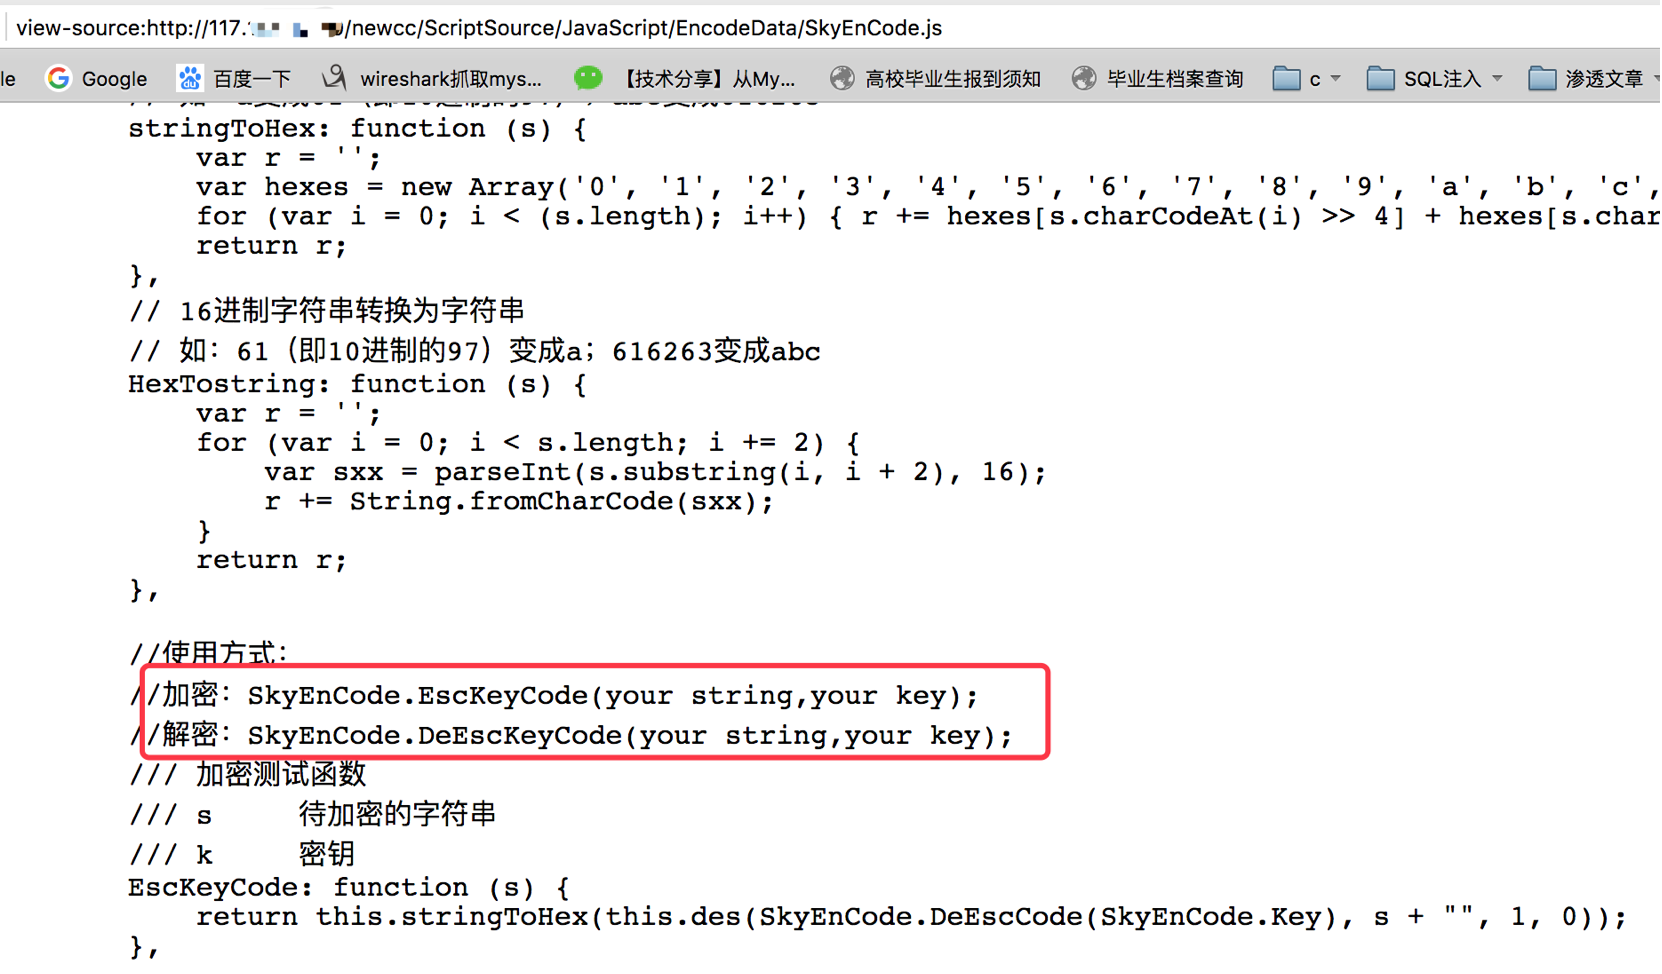 view-source:http://117. /newcc/ScriptSource/JavaScript/EncodeData/SkyEnCode.js
le Google 百度一下 wireshark抓取mys... 【技术分享】从My... 高校毕业生报到须知 毕业生档案查询 c SQL注入 渗透文章
stringToHex: function (s) {
var r = '';
var hexes = new Array('0', '1', '2', '3', '4', '5', '6', '7', '8', '9', 'a', 'b', 'c',
for (var i = 0; i < (s.length); i++) { r += hexes[s.charCodeAt(i) >> 4] + hexes[s.char
return r;
},
// 16进制字符串转换为字符串
// 如：61（即10进制的97）变成a；616263变成abc
HexTostring: function (s) {
var r = '';
for (var i = 0; i < s.length; i += 2) {
var sxx = parseInt(s.substring(i, i + 2), 16);
r += String.fromCharCode(sxx);
}
return r;
},
//使用方式：
//加密：SkyEnCode.EscKeyCode(your string,your key);
//解密：SkyEnCode.DeEscKeyCode(your string,your key);
/// 加密测试函数
/// s 待加密的字符串
/// k 密钥
EscKeyCode: function (s) {
return this.stringToHex(this.des(SkyEnCode.DeEscCode(SkyEnCode.Key), s + "", 1, 0));
},